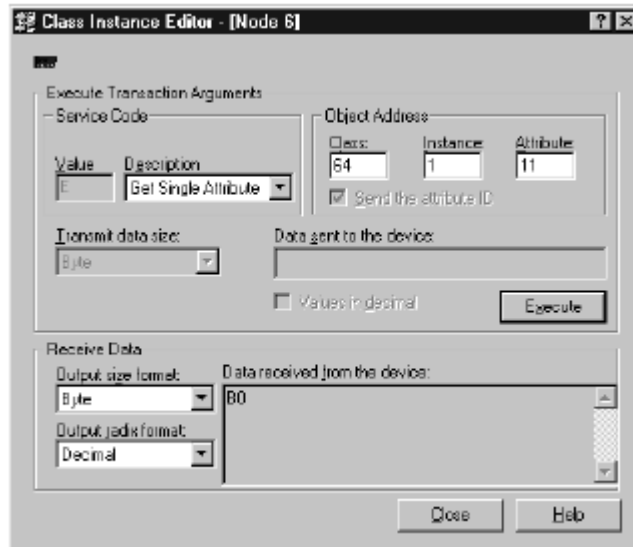 Class Instance Editor - [Node 6]
Execute Transaction Arguments
Service Code
Object Address
Value
Description
Class:
Instance:
Attribute:
E
Get Single Attribute
64
1
11
Send the attribute ID
Transmit data size:
Data sent to the device:
Byte
Values in decimal
Execute
Receive Data
Output size format:
Data received from the device:
Byte
B0
Output radix format:
Decimal
Close
Help